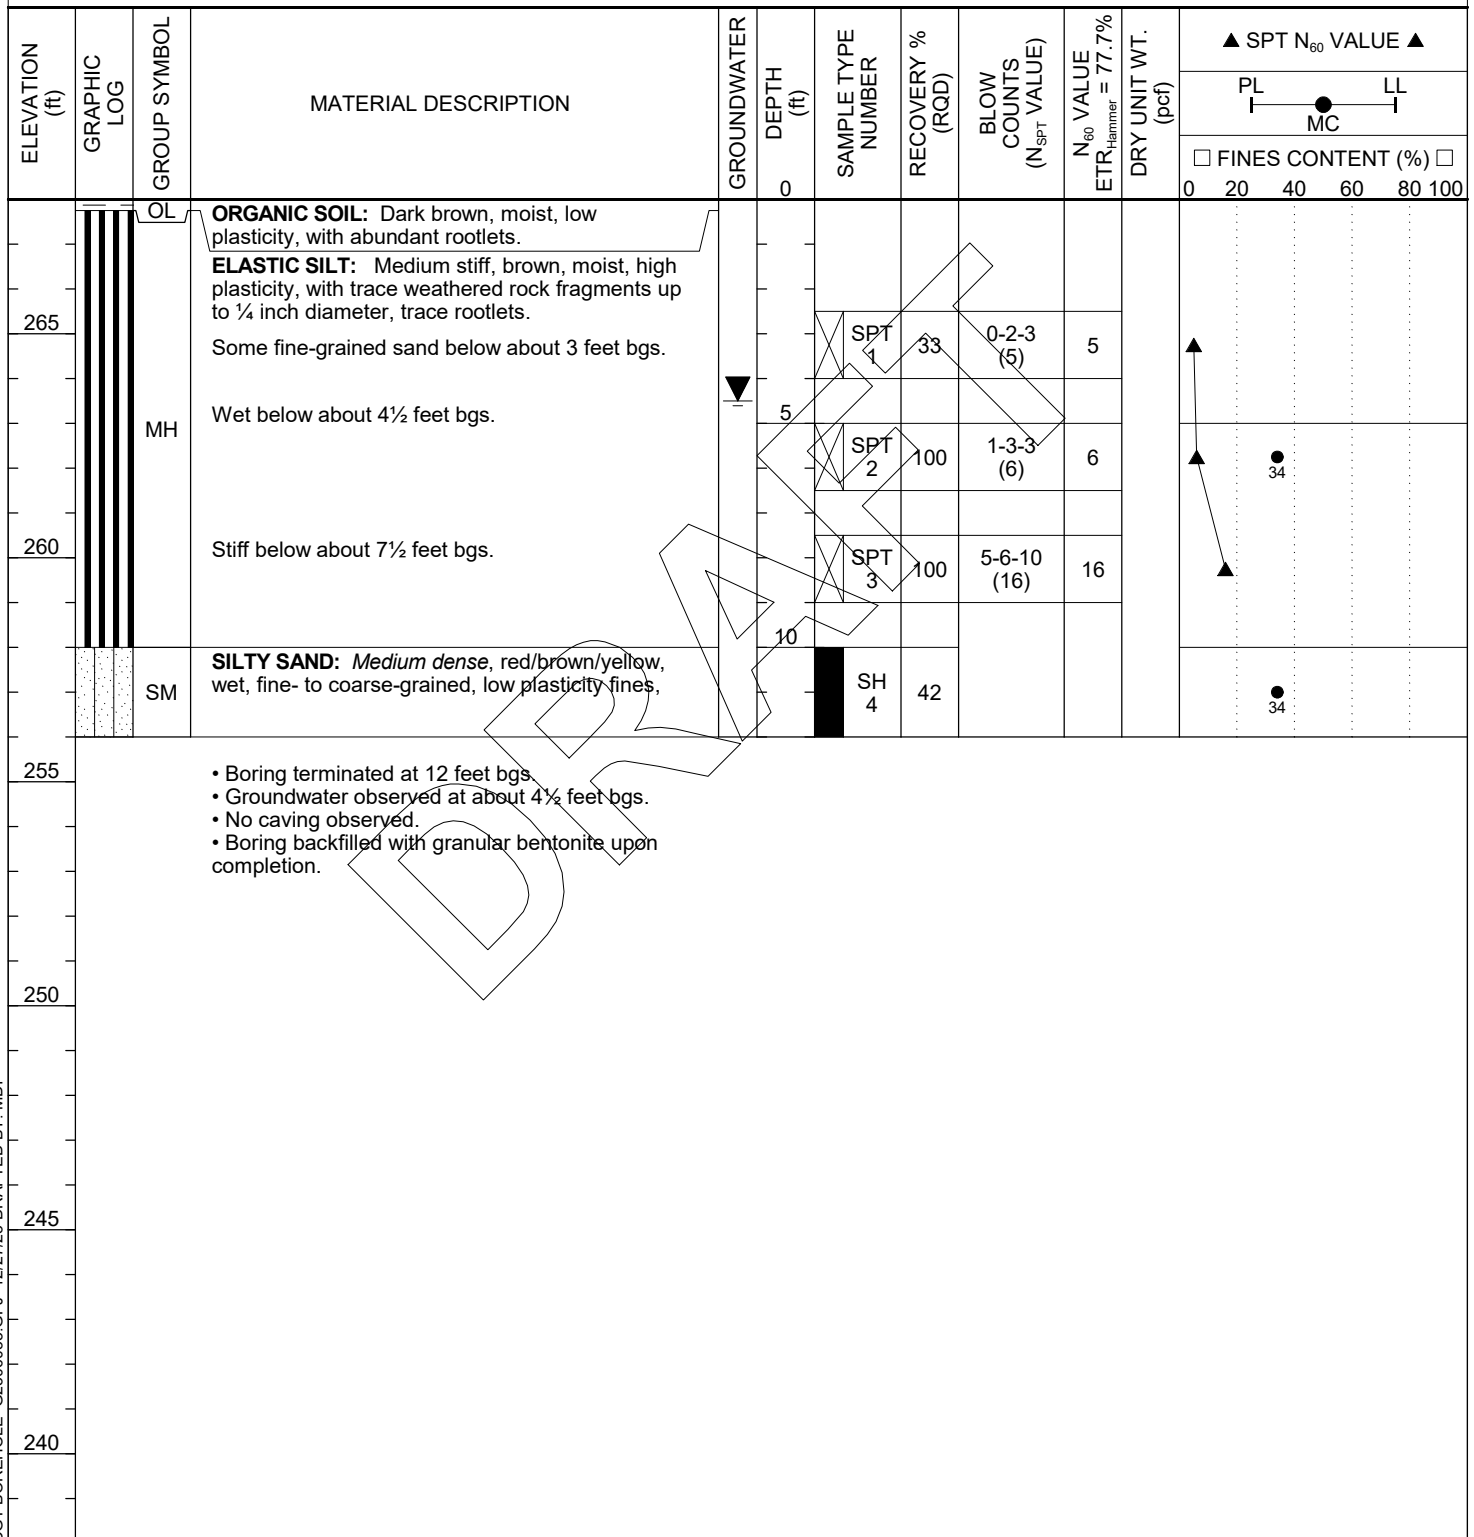 ELEVATION
(ft)
GRAPHIC
LOG
GROUP SYMBOL
MATERIAL DESCRIPTION
GROUNDWATER
DEPTH
(ft)
0
SAMPLE TYPE
NUMBER
RECOVERY %
(RQD)
BLOW
COUNTS
(N_SPT VALUE)
N_60 VALUE
ETR_Hammer = 77.7%
DRY UNIT WT.
(pcf)
▲ SPT N_60 VALUE ▲
PL LL
MC
□ FINES CONTENT (%) □
0 20 40 60 80 100
OL
ORGANIC SOIL: Dark brown, moist, low
plasticity, with abundant rootlets.
ELASTIC SILT: Medium stiff, brown, moist, high
plasticity, with trace weathered rock fragments up
to ¼ inch diameter, trace rootlets.
265
Some fine-grained sand below about 3 feet bgs.
SPT
1
33
0-2-3
(5)
5
Wet below about 4½ feet bgs.
5
MH
SPT
2
100
1-3-3
(6)
6
34
260
Stiff below about 7½ feet bgs.
SPT
3
100
5-6-10
(16)
16
10
SM
SILTY SAND: Medium dense, red/brown/yellow,
wet, fine- to coarse-grained, low plasticity fines,
SH
4
42
34
255
• Boring terminated at 12 feet bgs.
• Groundwater observed at about 4½ feet bgs.
• No caving observed.
• Boring backfilled with granular bentonite upon
completion.
250
245
240
DRAFT